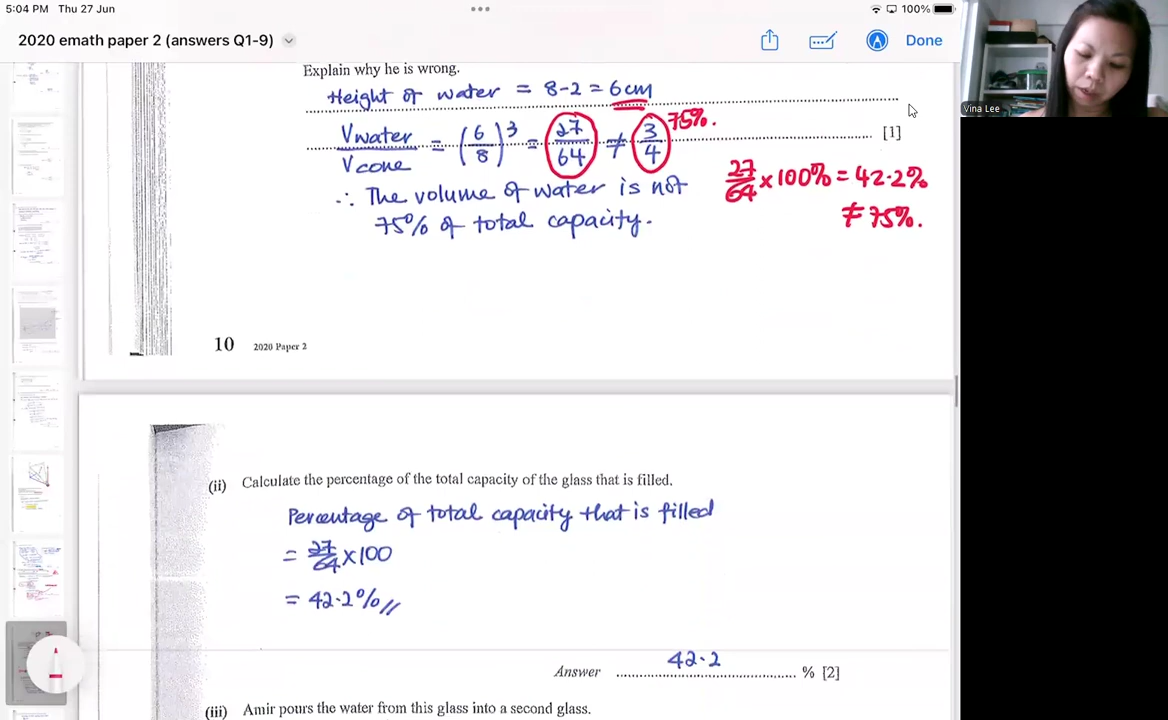 5:04 PM Thu 27 Jun
100%
2020 emath paper 2 (answers Q1-9)
Done
Vina Lee
Explain why he is wrong.
Height of water = 8-2 = 6cm
Vwater/Vcone = (6/8)^3 = 27/64 ≠ 3/4 75%.
[1]
27/64 × 100% = 42.2%
≠ 75%.
∴ The volume of water is not
75% of total capacity.
10 2020 Paper 2
(ii) Calculate the percentage of the total capacity of the glass that is filled.
Percentage of total capacity that is filled
= 27/64 × 100
= 42.2% //
Answer 42.2 % [2]
(iii) Amir pours the water from this glass into a second glass.